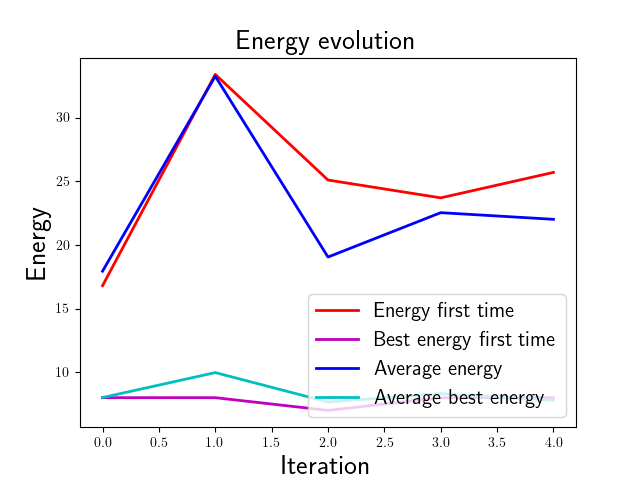 Energy evolution
Energy
30
25
20
15
10
Energy first time
Best energy first time
Average energy
Average best energy
0.0 0.5 1.0 1.5 2.0 2.5 3.0 3.5 4.0
Iteration